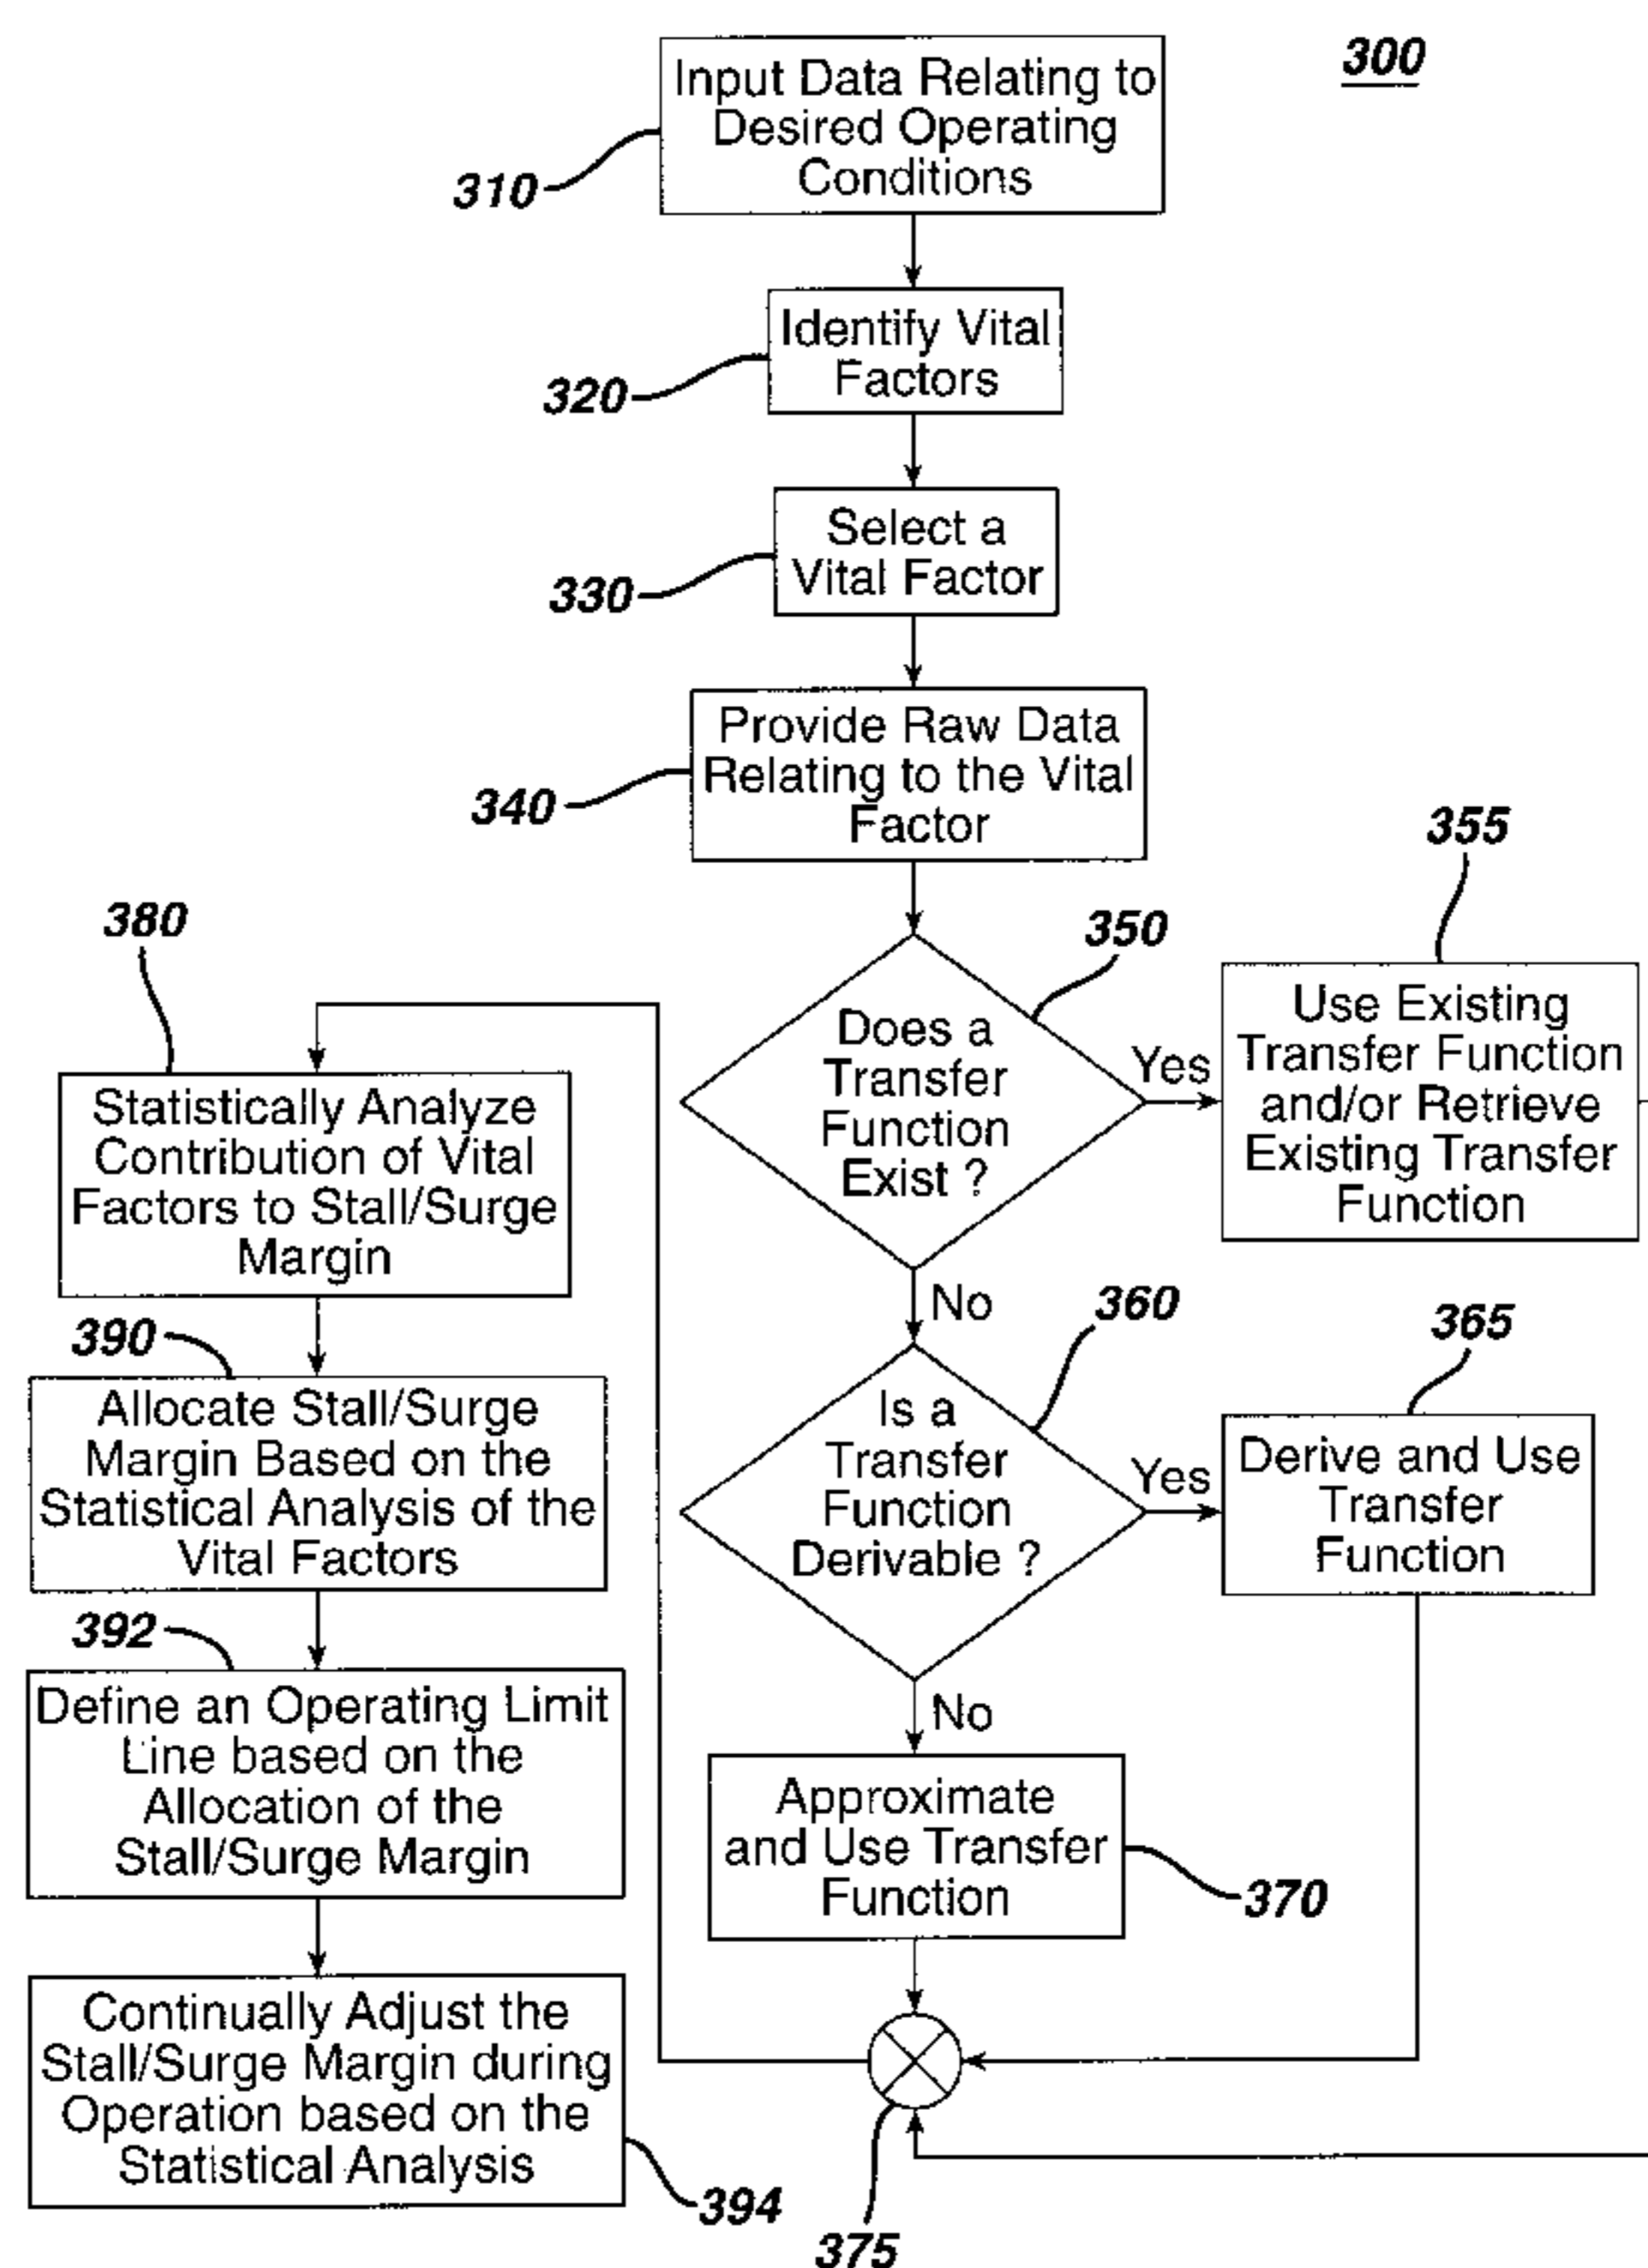 300
Input Data Relating to
Desired Operating
Conditions
310
Identify Vital
Factors
320
Select a
Vital Factor
330
Provide Raw Data
Relating to the Vital
Factor
340
350
Does a
Transfer
Function
Exist ?
Yes
355
Use Existing
Transfer Function
and/or Retrieve
Existing Transfer
Function
No
360
Is a
Transfer
Function
Derivable ?
Yes
365
Derive and Use
Transfer
Function
No
Approximate
and Use Transfer
Function
370
375
380
Statistically Analyze
Contribution of Vital
Factors to Stall/Surge
Margin
390
Allocate Stall/Surge
Margin Based on the
Statistical Analysis of the
Vital Factors
392
Define an Operating Limit
Line based on the
Allocation of the
Stall/Surge Margin
Continually Adjust the
Stall/Surge Margin during
Operation based on the
Statistical Analysis
394